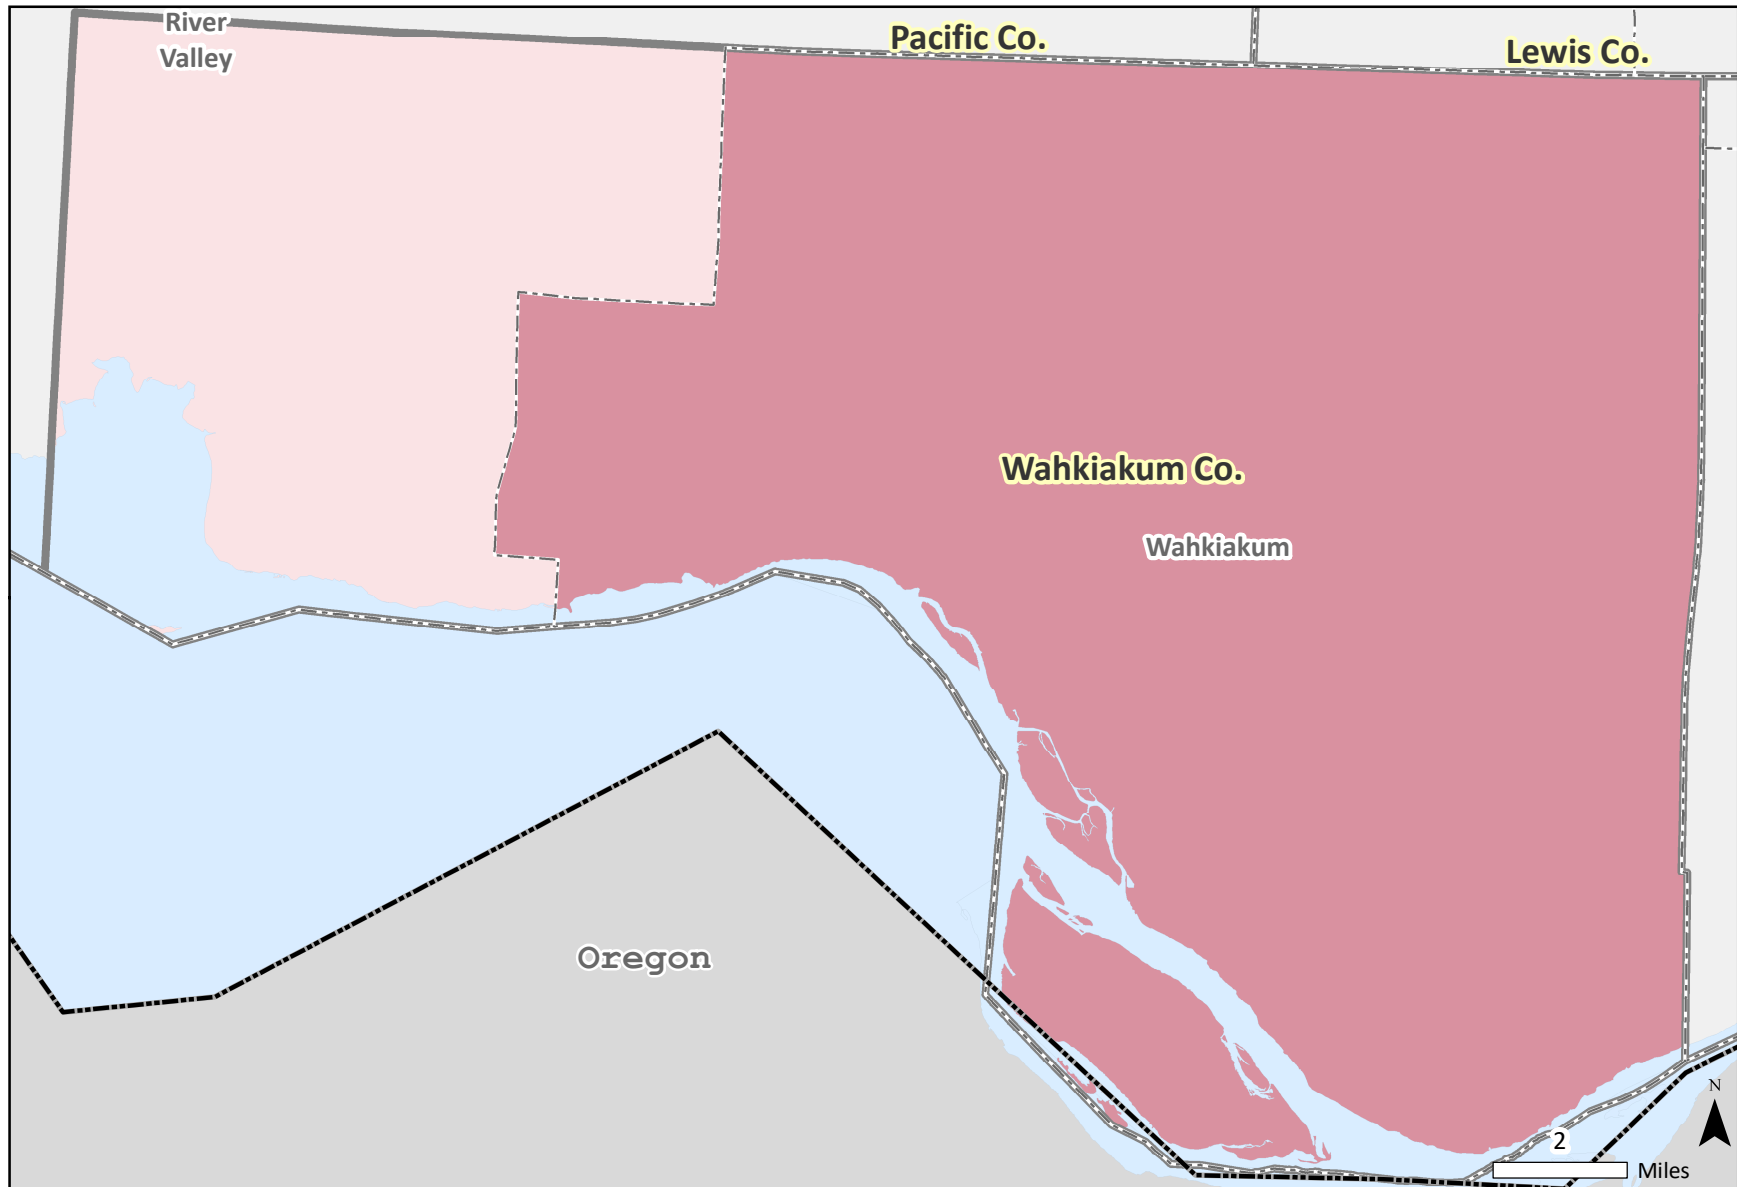 River
Valley
Pacific Co.
Lewis Co.
Wahkiakum Co.
Wahkiakum
Oregon
N
2
Miles